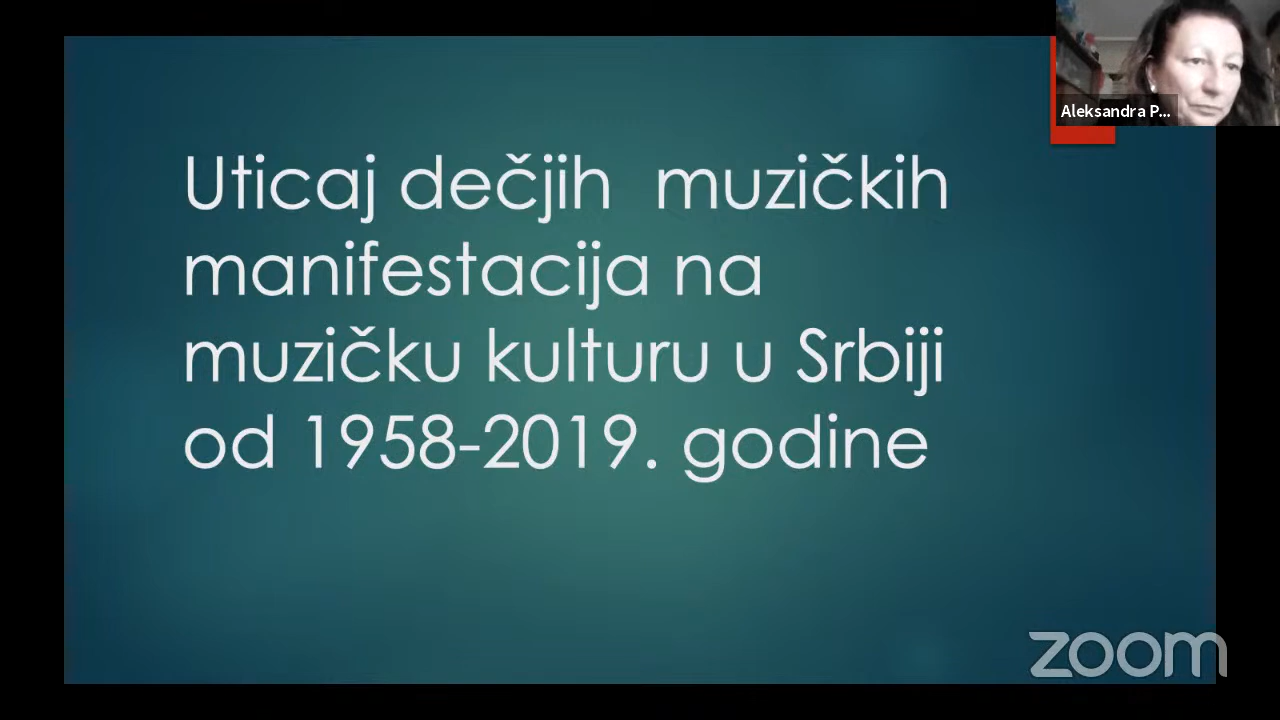 Aleksandra P...
Uticaj dečjih muzičkih
manifestacija na
muzičku kulturu u Srbiji
od 1958-2019. godine
zoom